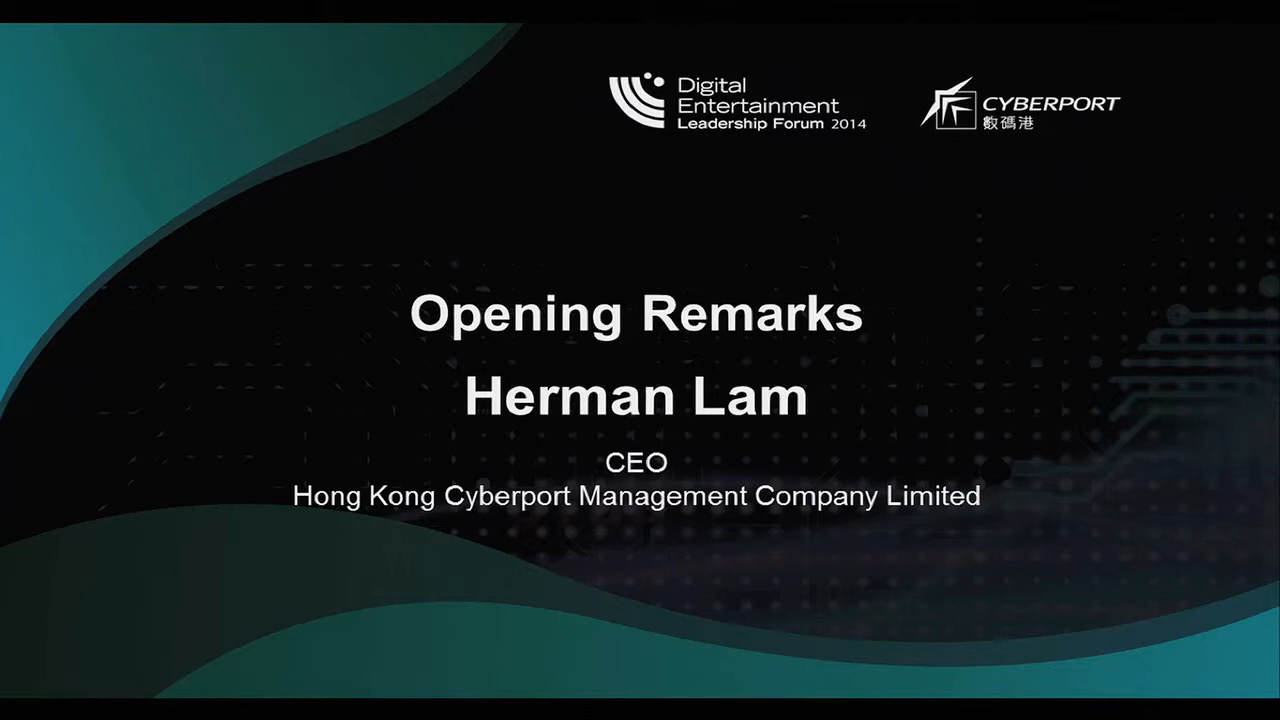 Digital
Entertainment
Leadership Forum 2014
CYBERPORT
數碼港
Opening Remarks
Herman Lam
CEO
Hong Kong Cyberport Management Company Limited